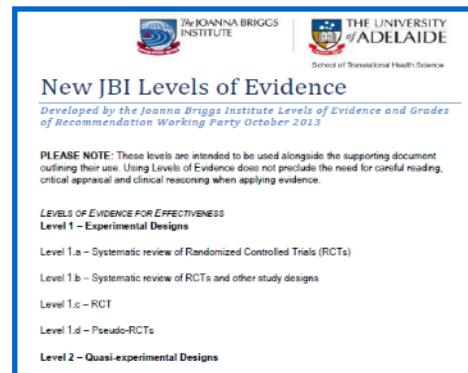 The JOANNA BRIGGS
INSTITUTE
THE UNIVERSITY
of ADELAIDE
School of Translational Health Science
New JBI Levels of Evidence
Developed by the Joanna Briggs Institute Levels of Evidence and Grades
of Recommendation Working Party October 2013
PLEASE NOTE: These levels are intended to be used alongside the supporting document
outlining their use. Using Levels of Evidence does not preclude the need for careful reading,
critical appraisal and clinical reasoning when applying evidence.
LEVELS OF EVIDENCE FOR EFFECTIVENESS
Level 1 – Experimental Designs
Level 1.a – Systematic review of Randomized Controlled Trials (RCTs)
Level 1.b – Systematic review of RCTs and other study designs
Level 1.c – RCT
Level 1.d – Pseudo-RCTs
Level 2 – Quasi-experimental Designs